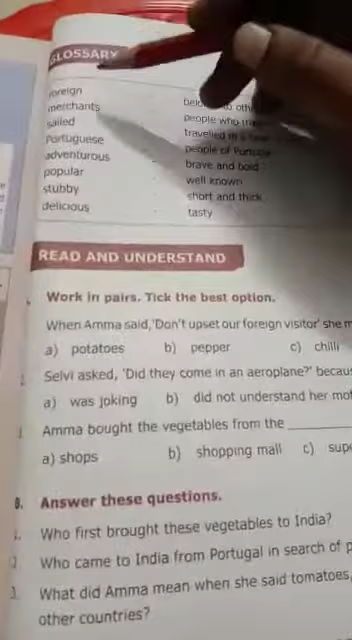 GLOSSARY
foreign
merchants people who
sailed travelled in a
Portuguese people of
adventurous brave and bold
popular well known
stubby short and thick
delicious tasty
READ AND UNDERSTAND
Work in pairs. Tick the best option.
When Amma said, 'Don't upset our foreign visitor' she
a) potatoes b) pepper c) chilli
Selvi asked, 'Did they come in an aeroplane?'
a) was joking b) did not understand her
Amma bought the vegetables from the
a) shops b) shopping mall c)
B. Answer these questions.
1. Who first brought these vegetables to India?
2. Who came to India from Portugal in search of
3. What did Amma mean when she said tomatoes,
other countries?